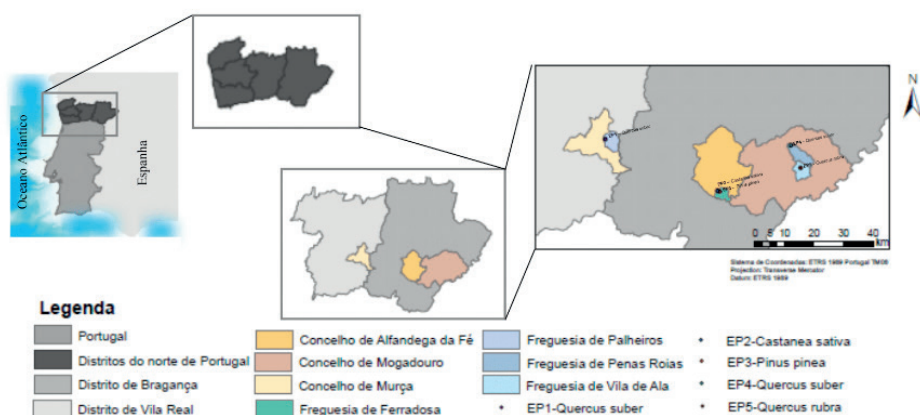 Oceano Atlântico
Espanha
N
0 5 10 20 30 40
km
Sistema de Coordenadas: ETRS 1989 Portugal TM06
Projection: Transverse Mercator
Datum: ETRS 1989
Legenda
Portugal
Distritos do norte de Portugal
Distrito de Bragança
Distrito de Vila Real
Concelho de Alfandega da Fé
Concelho de Mogadouro
Concelho de Murça
Freguesia de Ferradosa
Freguesia de Palheiros
Freguesia de Penas Roias
Freguesia de Vila de Ala
EP1-Quercus suber
EP2-Castanea sativa
EP3-Pinus pinea
EP4-Quercus suber
EP5-Quercus rubra